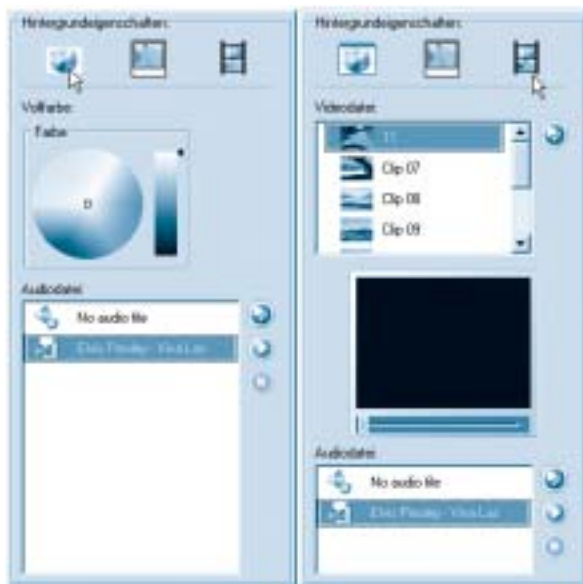 Hintergrundeigenschaften:
Vollfarbe:
Farbe
Audiodatei:
No audio file
Elvis Presley - Viva Las
Hintergrundeigenschaften:
Videodatei:
11
Clip 07
Clip 08
Clip 09
Audiodatei:
No audio file
Elvis Presley - Viva Las